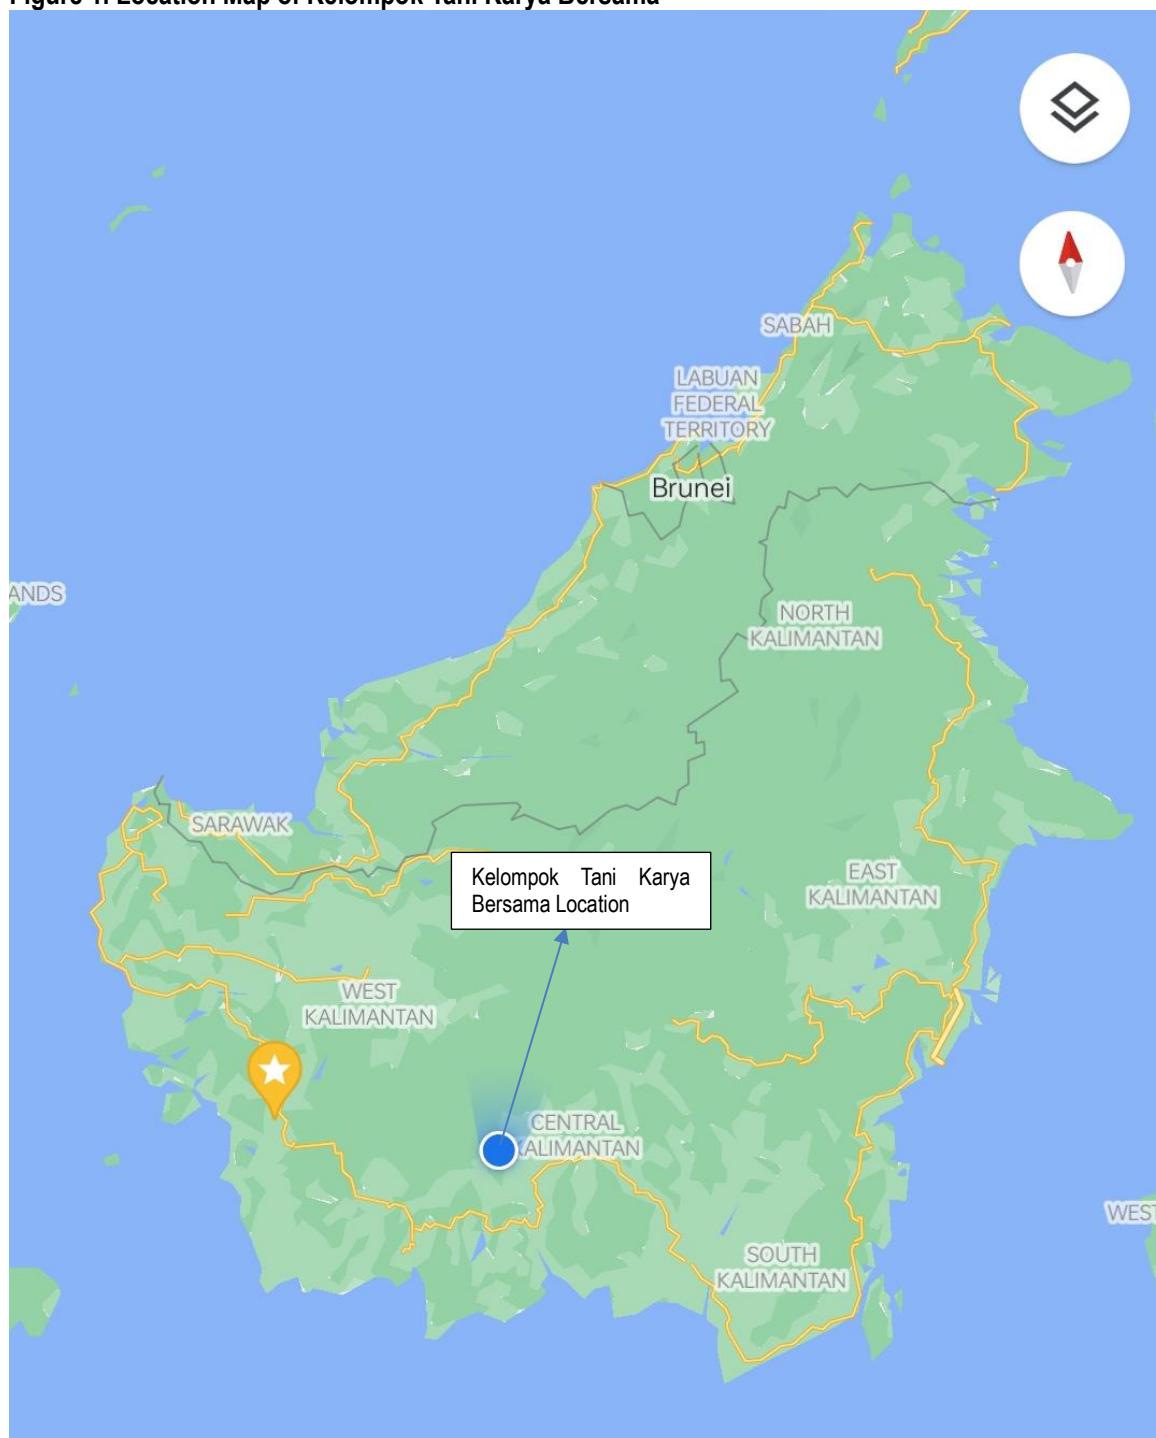 Figure 1. Location Map of Kelompok Tani Karya Bersama
SABAH
LABUAN
FEDERAL
TERRITORY
Brunei
ANDS
NORTH
KALIMANTAN
SARAWAK
Kelompok Tani Karya
Bersama Location
EAST
KALIMANTAN
WEST
KALIMANTAN
CENTRAL
KALIMANTAN
WEST
SOUTH
KALIMANTAN